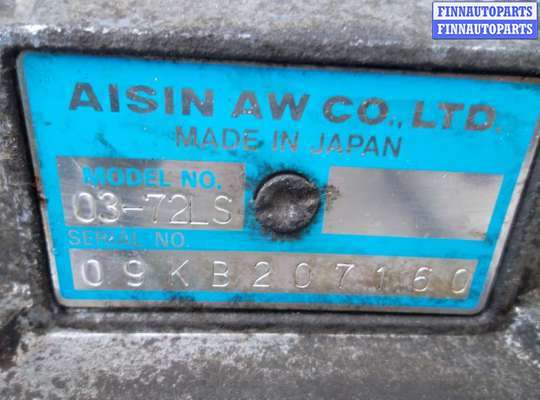 FINNAUTOPARTS
FINNAUTOPARTS
AISIN AW CO., LTD.
MADE IN JAPAN
MODEL NO.
03-72LS
SERIAL NO.
09KB207160